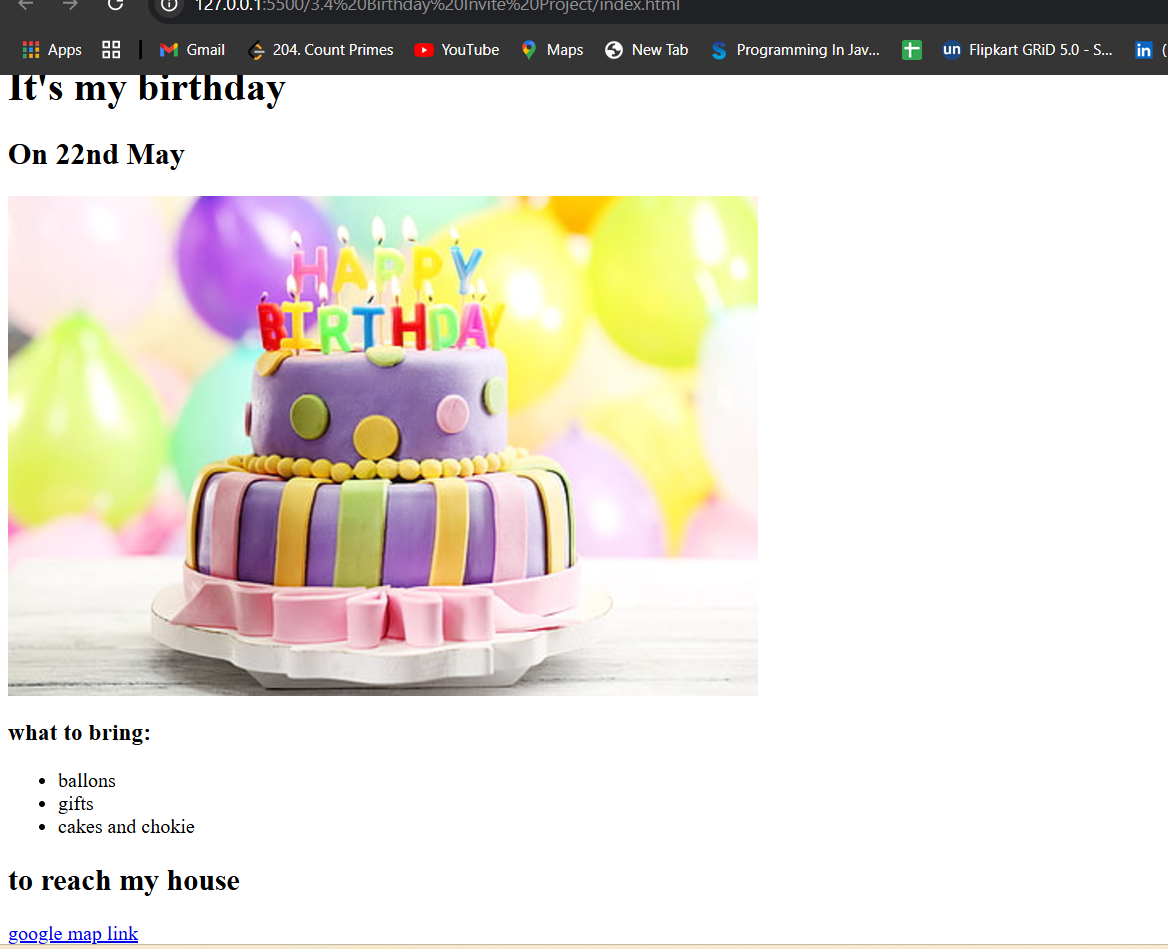 127.0.0.1:5500/3.4%20Birthday%20Invite%20Project/index.html
Apps Gmail 204. Count Primes YouTube Maps New Tab Programming In Jav... un Flipkart GRiD 5.0 - S... in (
It's my birthday
On 22nd May
HAPPY
BIRTHDAY
what to bring:
ballons
gifts
cakes and chokie
to reach my house
google map link